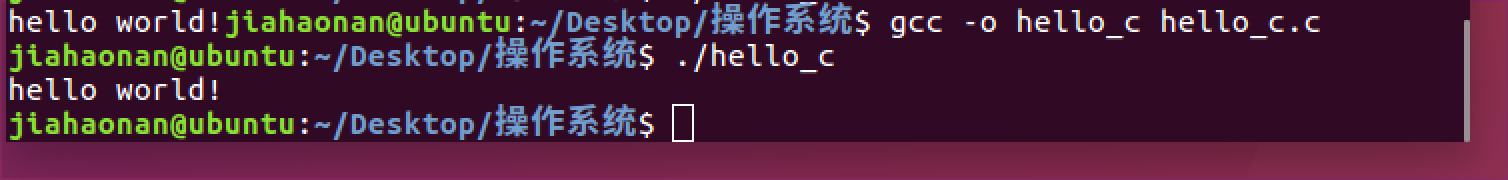 hello world!jiahaonan@ubuntu:~/Desktop/操作系统$ gcc -o hello_c hello_c.c
jiahaonan@ubuntu:~/Desktop/操作系统$ ./hello_c
hello world!
jiahaonan@ubuntu:~/Desktop/操作系统$